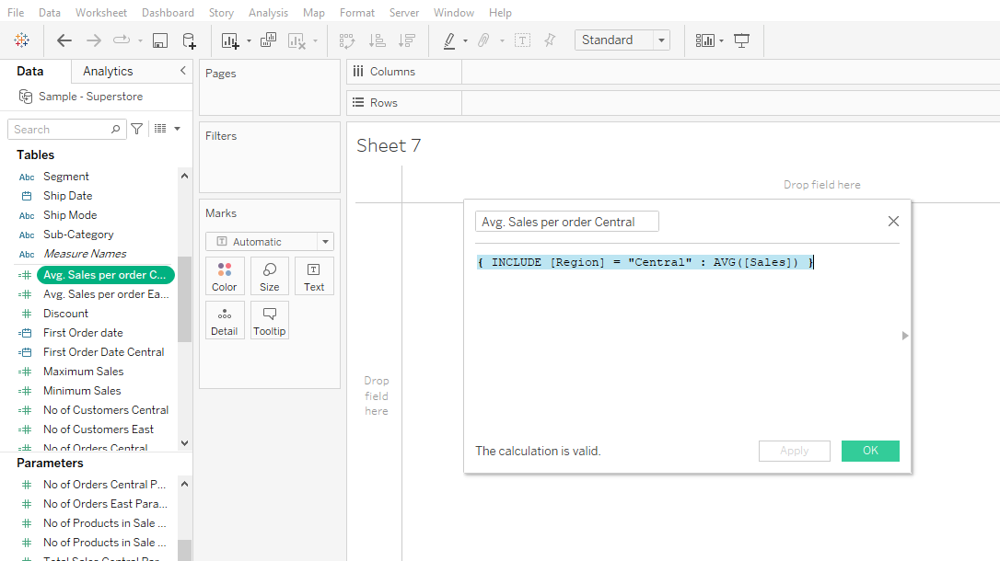 File Data Worksheet Dashboard Story Analysis Map Format Server Window Help
Standard
Data Analytics
Sample - Superstore
Search
Tables
Abc Segment
Ship Date
Abc Ship Mode
Abc Sub-Category
Abc Measure Names
Avg. Sales per order C...
Avg. Sales per order Ea...
Discount
First Order date
First Order Date Central
Maximum Sales
Minimum Sales
No of Customers Central
No of Customers East
No of Orders Central
Parameters
No of Orders Central P...
No of Orders East Para...
No of Products in Sale ...
No of Products in Sale ...
Total Sales Central Par...
Pages
Filters
Marks
Automatic
Color Size Text
Detail Tooltip
Columns
Rows
Sheet 7
Drop field here
Drop
field
here
Avg. Sales per order Central
{ INCLUDE [Region] = "Central" : AVG([Sales]) }
The calculation is valid.
Apply OK